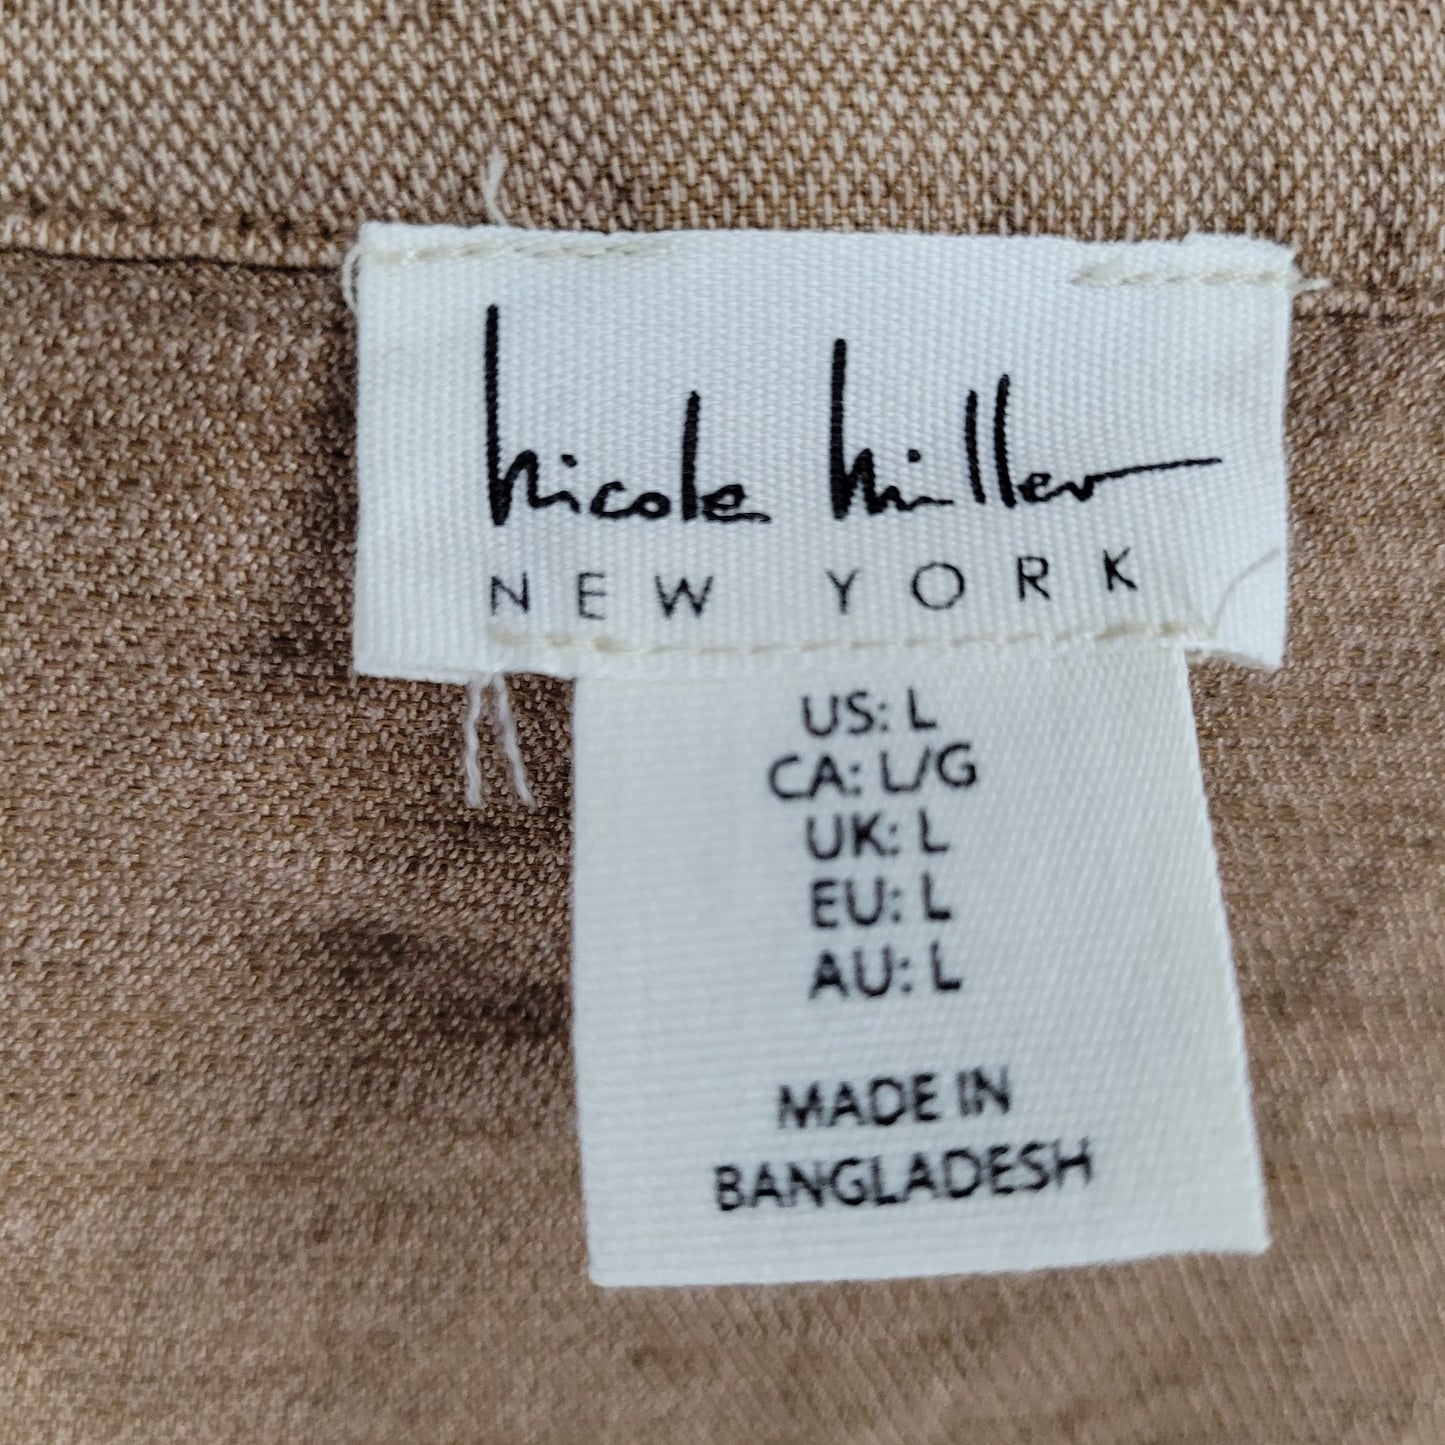 Nicole Miller
NEW YORK
US: L
CA: L/G
UK: L
EU: L
AU: L
MADE IN
BANGLADESH